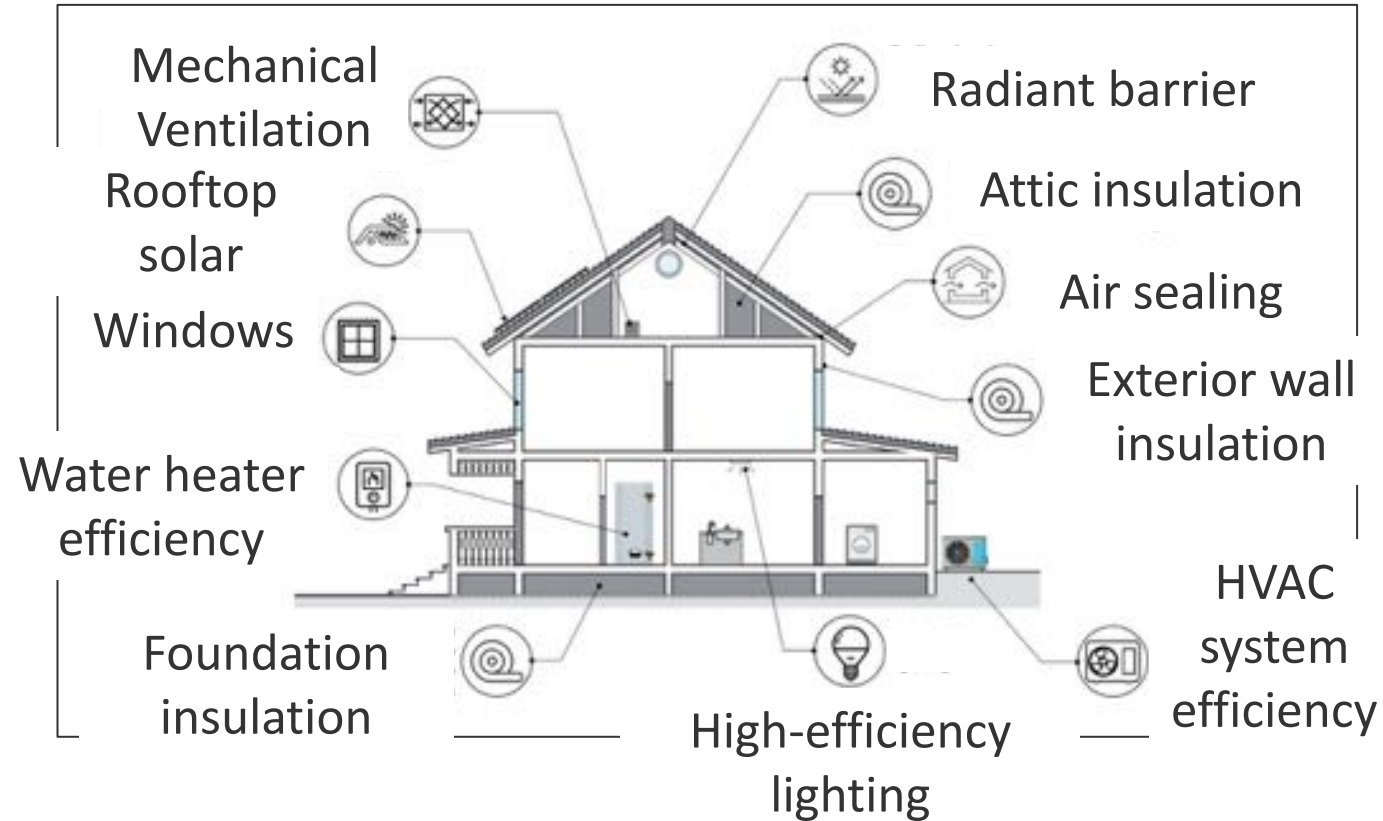 Mechanical
Ventilation
Rooftop
solar
Windows
Water heater
efficiency
Foundation
insulation
Radiant barrier
Attic insulation
Air sealing
Exterior wall
insulation
HVAC
system
efficiency
High-efficiency
lighting